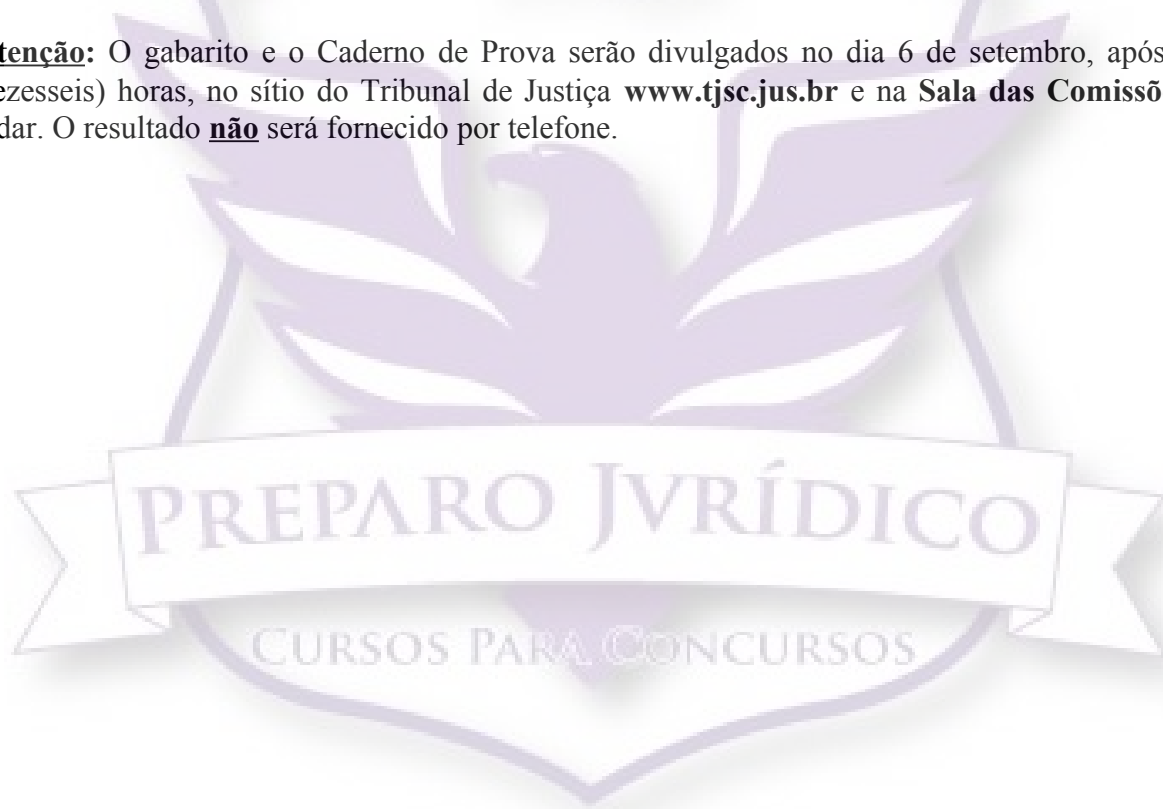 tenção: O gabarito e o Caderno de Prova serão divulgados no dia 6 de setembro, após
ezesseis) horas, no sítio do Tribunal de Justiça www.tjsc.jus.br e na Sala das Comissõ
dar. O resultado não será fornecido por telefone.
PREPARO JVRÍDICO
CURSOS PARA CONCURSOS